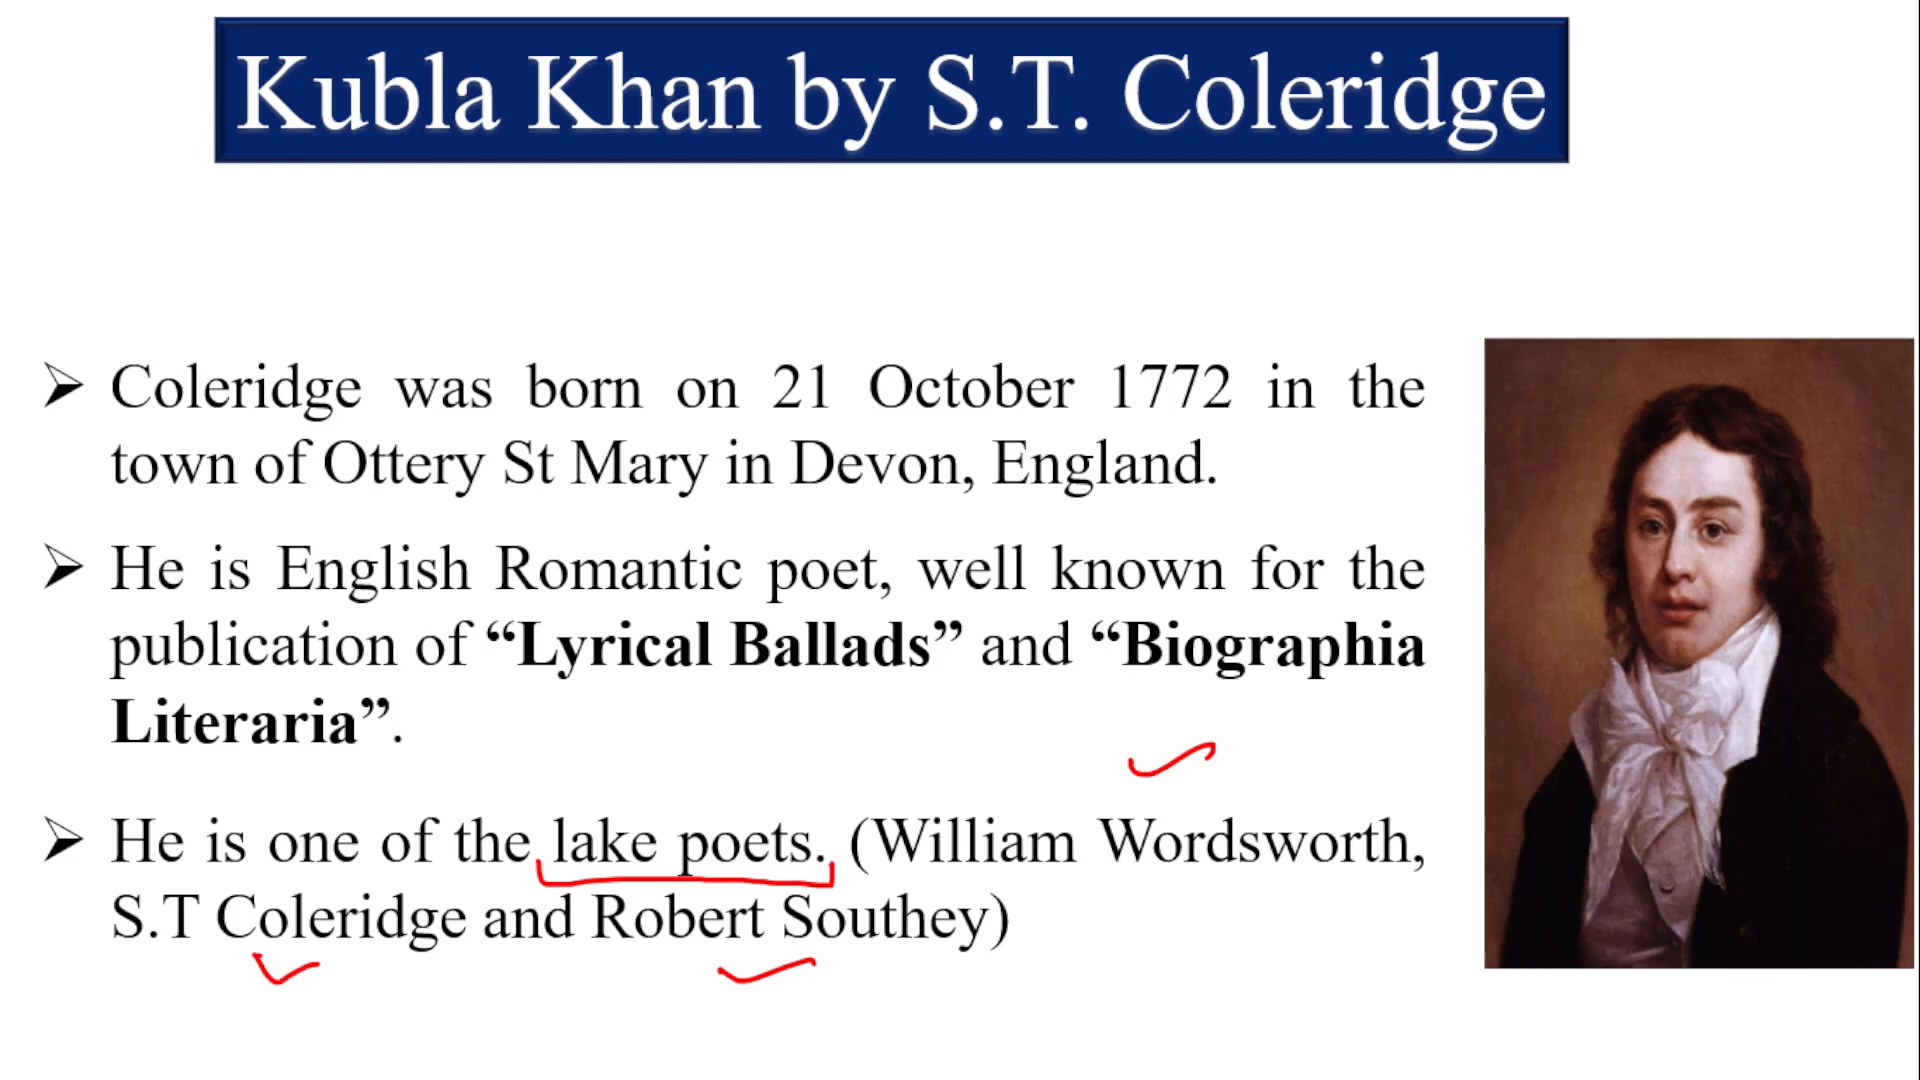 Kubla Khan by S.T. Coleridge
➢ Coleridge was born on 21 October 1772 in the
town of Ottery St Mary in Devon, England.
➢ He is English Romantic poet, well known for the
publication of “Lyrical Ballads” and “Biographia
Literaria”.
➢ He is one of the lake poets. (William Wordsworth,
S.T Coleridge and Robert Southey)